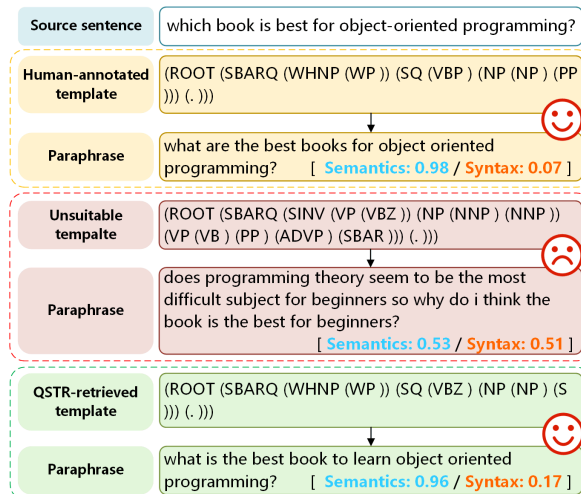 Source sentence
which book is best for object-oriented programming?
Human-annotated
template
(ROOT (SBARQ (WHNP (WP )) (SQ (VBP ) (NP (NP ) (PP
))) (. )))
Paraphrase
what are the best books for object oriented
programming? [ Semantics: 0.98 / Syntax: 0.07 ]
Unsuitable
tempalte
(ROOT (SBARQ (SINV (VP (VBZ )) (NP (NNP ) (NNP ))
(VP (VB ) (PP ) (ADVP ) (SBAR ))) (. )))
Paraphrase
does programming theory seem to be the most
difficult subject for beginners so why do i think the
book is the best for beginners?
[ Semantics: 0.53 / Syntax: 0.51 ]
QSTR-retrieved
template
(ROOT (SBARQ (WHNP (WP )) (SQ (VBZ ) (NP (NP ) (S
))) (. )))
Paraphrase
what is the best book to learn object oriented
programming? [ Semantics: 0.96 / Syntax: 0.17 ]